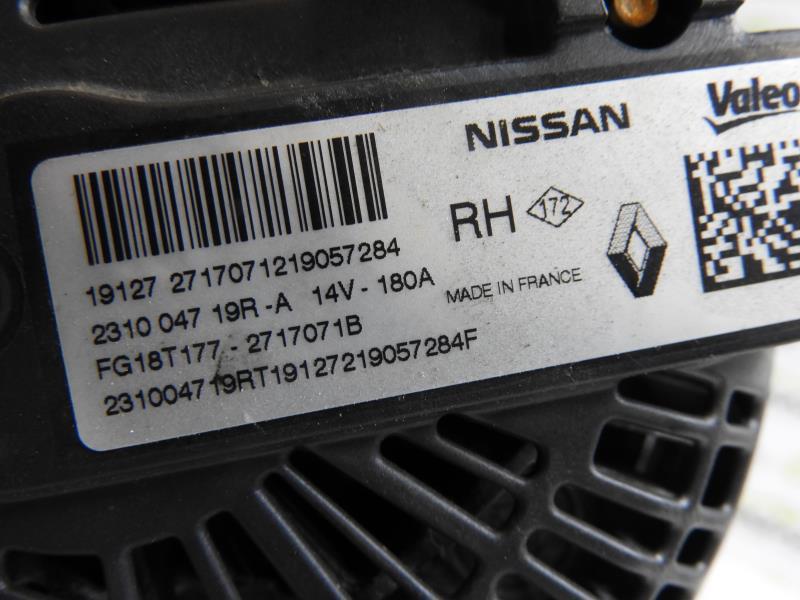 Valeo
NISSAN
RH 172
19127 2717071219057284
2310 047 19R -A 14V - 180A
MADE IN FRANCE
FG18T177 - 2717071B
231004719RT19127219057284F